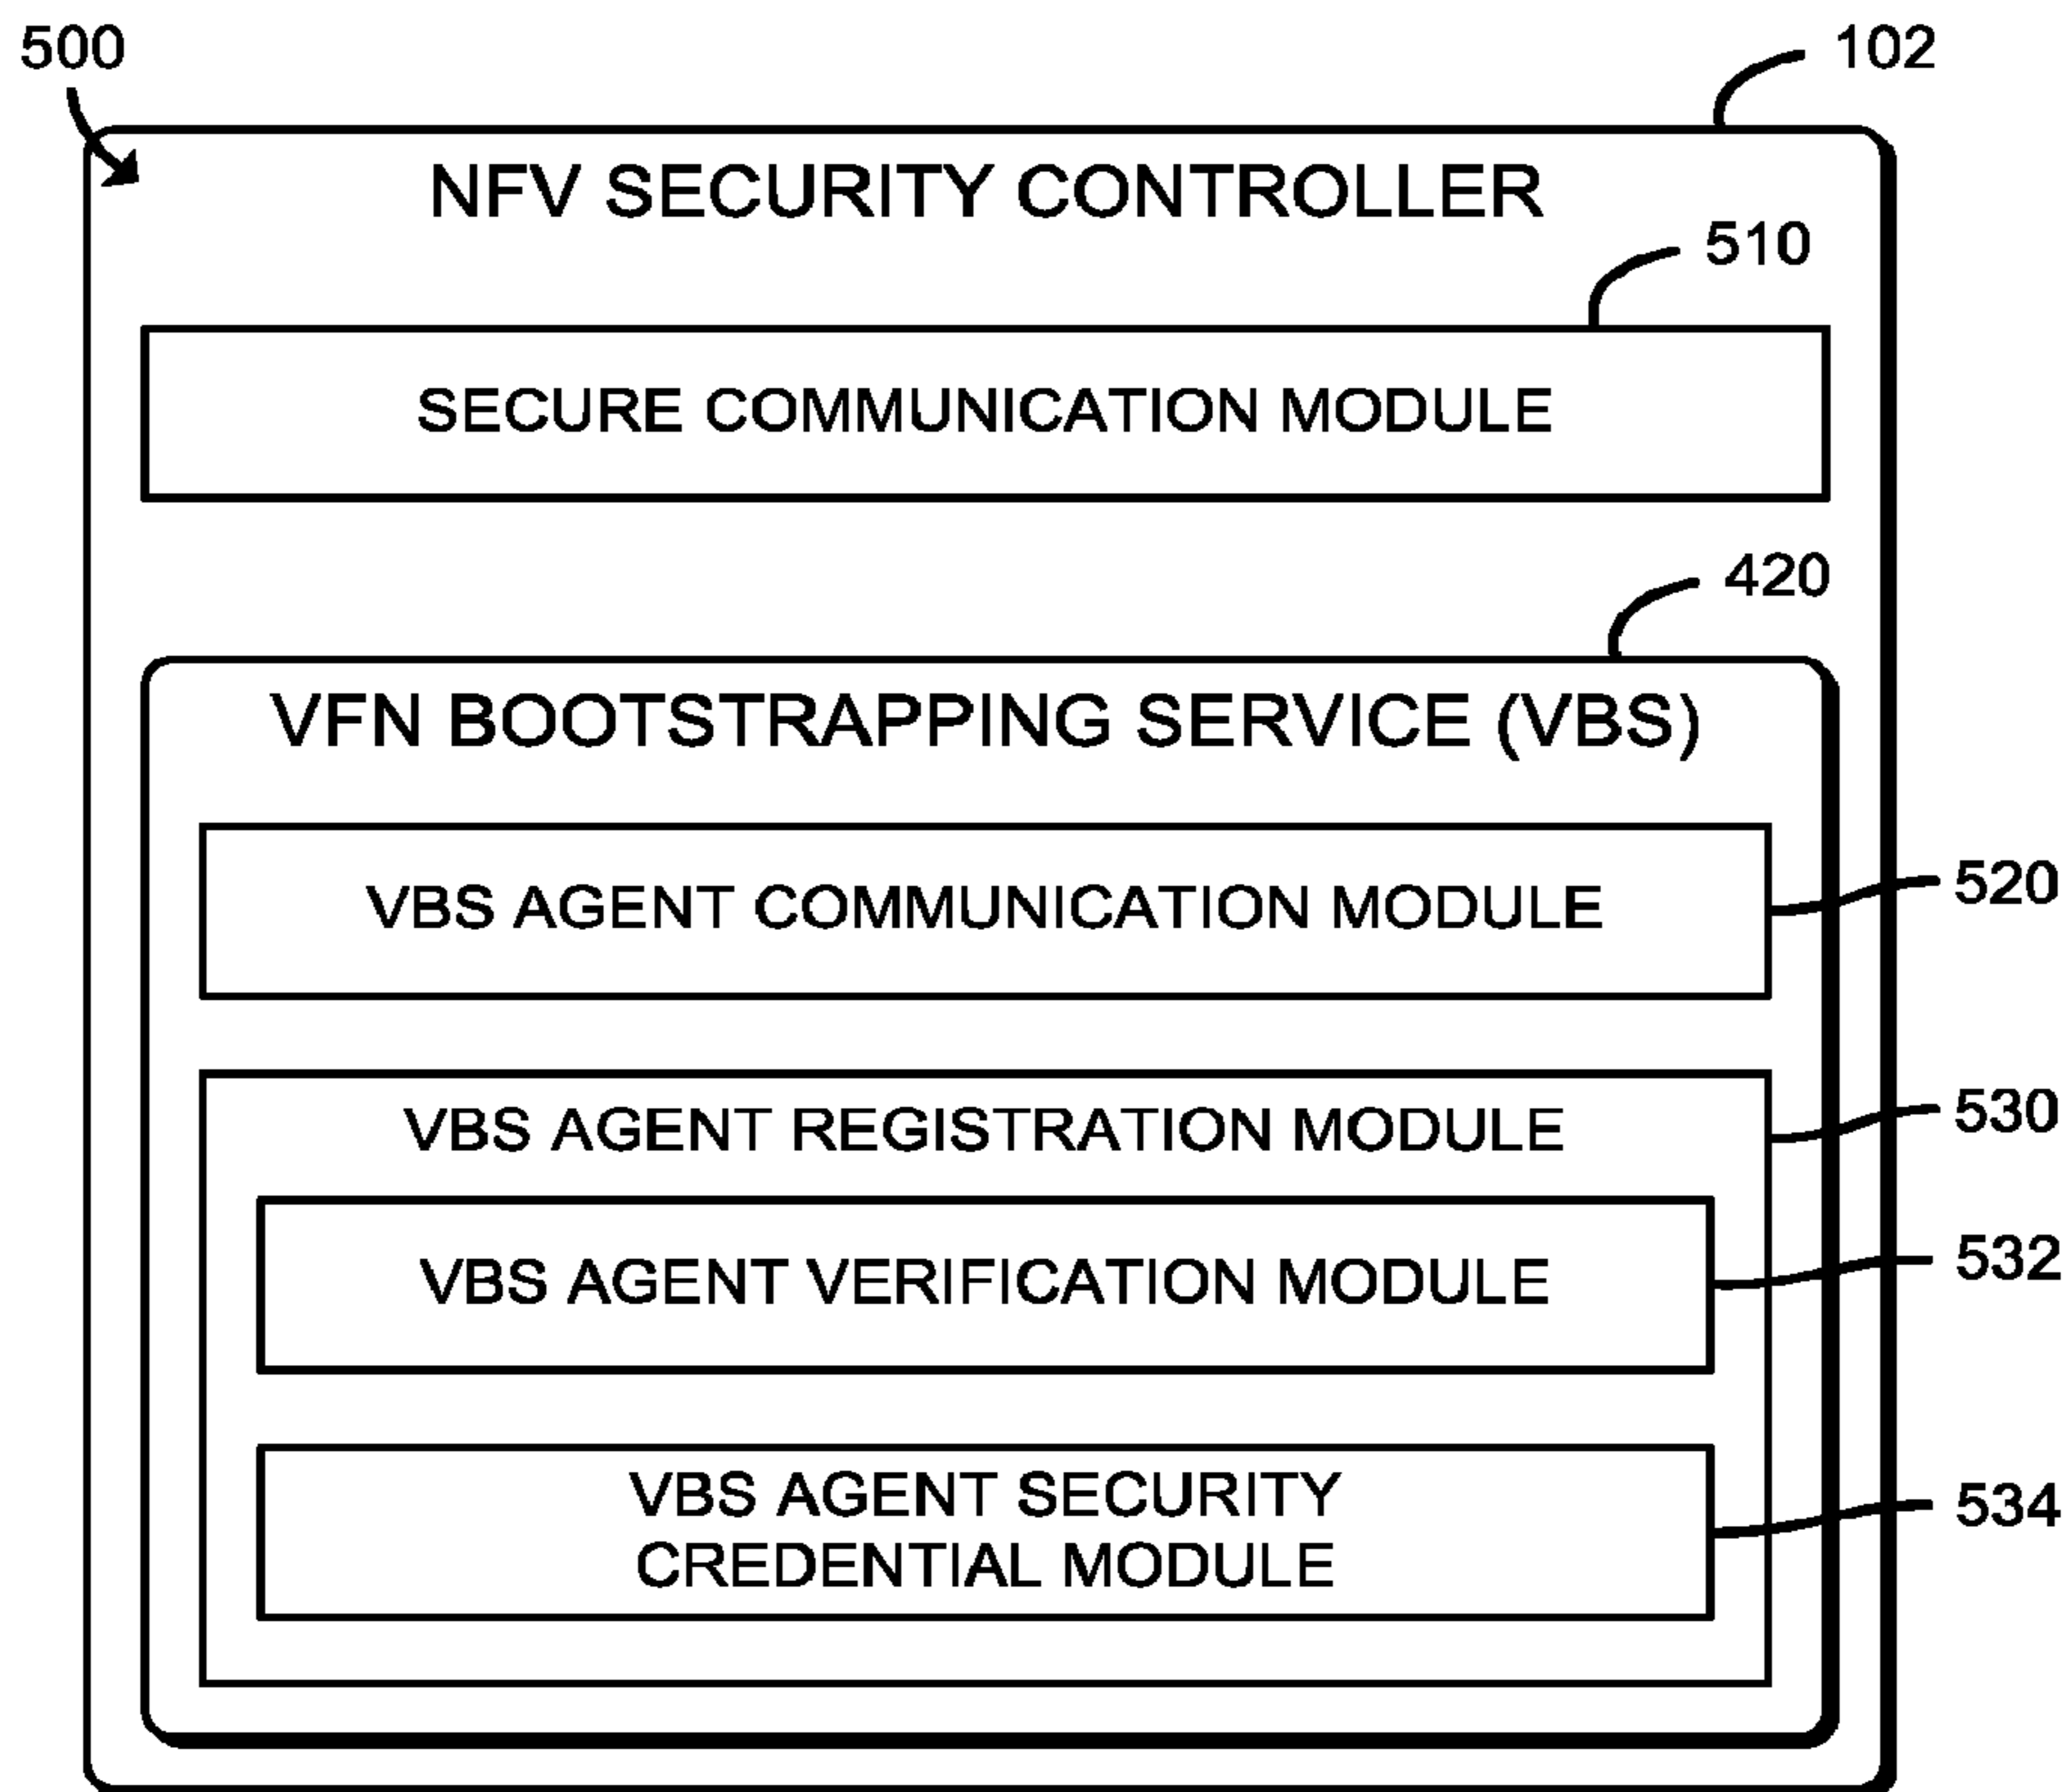 500
102
NFV SECURITY CONTROLLER
510
SECURE COMMUNICATION MODULE
420
VFN BOOTSTRAPPING SERVICE (VBS)
VBS AGENT COMMUNICATION MODULE
520
VBS AGENT REGISTRATION MODULE
530
VBS AGENT VERIFICATION MODULE
532
VBS AGENT SECURITY
CREDENTIAL MODULE
534